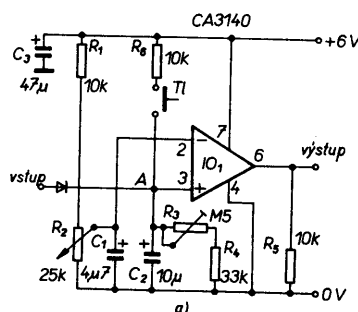 CA3140
+6V
C3
47µ
R1
10k
R6
10k
Tl
7
2
IO1
6
výstup
vstup
A
3
4
R2
25k
C1
4µ7
C2
10µ
R3
M5
R4
33k
R5
10k
0V
a)